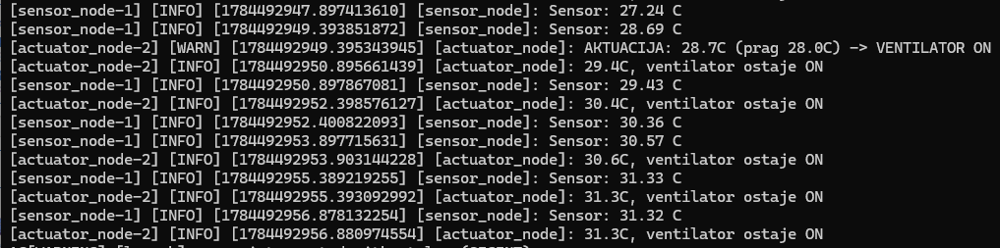 [sensor_node-1] [INFO] [1784492947.897413610] [sensor_node]: Sensor: 27.24 C
[sensor_node-1] [INFO] [1784492949.393851872] [sensor_node]: Sensor: 28.69 C
[actuator_node-2] [WARN] [1784492949.395343945] [actuator_node]: AKTUACIJA: 28.7C (prag 28.0C) -> VENTILATOR ON
[actuator_node-2] [INFO] [1784492950.895661439] [actuator_node]: 29.4C, ventilator ostaje ON
[sensor_node-1] [INFO] [1784492950.897867081] [sensor_node]: Sensor: 29.43 C
[actuator_node-2] [INFO] [1784492952.398576127] [actuator_node]: 30.4C, ventilator ostaje ON
[sensor_node-1] [INFO] [1784492952.400822093] [sensor_node]: Sensor: 30.36 C
[sensor_node-1] [INFO] [1784492953.897715631] [sensor_node]: Sensor: 30.57 C
[actuator_node-2] [INFO] [1784492953.903144228] [actuator_node]: 30.6C, ventilator ostaje ON
[sensor_node-1] [INFO] [1784492955.389219255] [sensor_node]: Sensor: 31.33 C
[actuator_node-2] [INFO] [1784492955.393092992] [actuator_node]: 31.3C, ventilator ostaje ON
[sensor_node-1] [INFO] [1784492956.878132254] [sensor_node]: Sensor: 31.32 C
[actuator_node-2] [INFO] [1784492956.880974554] [actuator_node]: 31.3C, ventilator ostaje ON